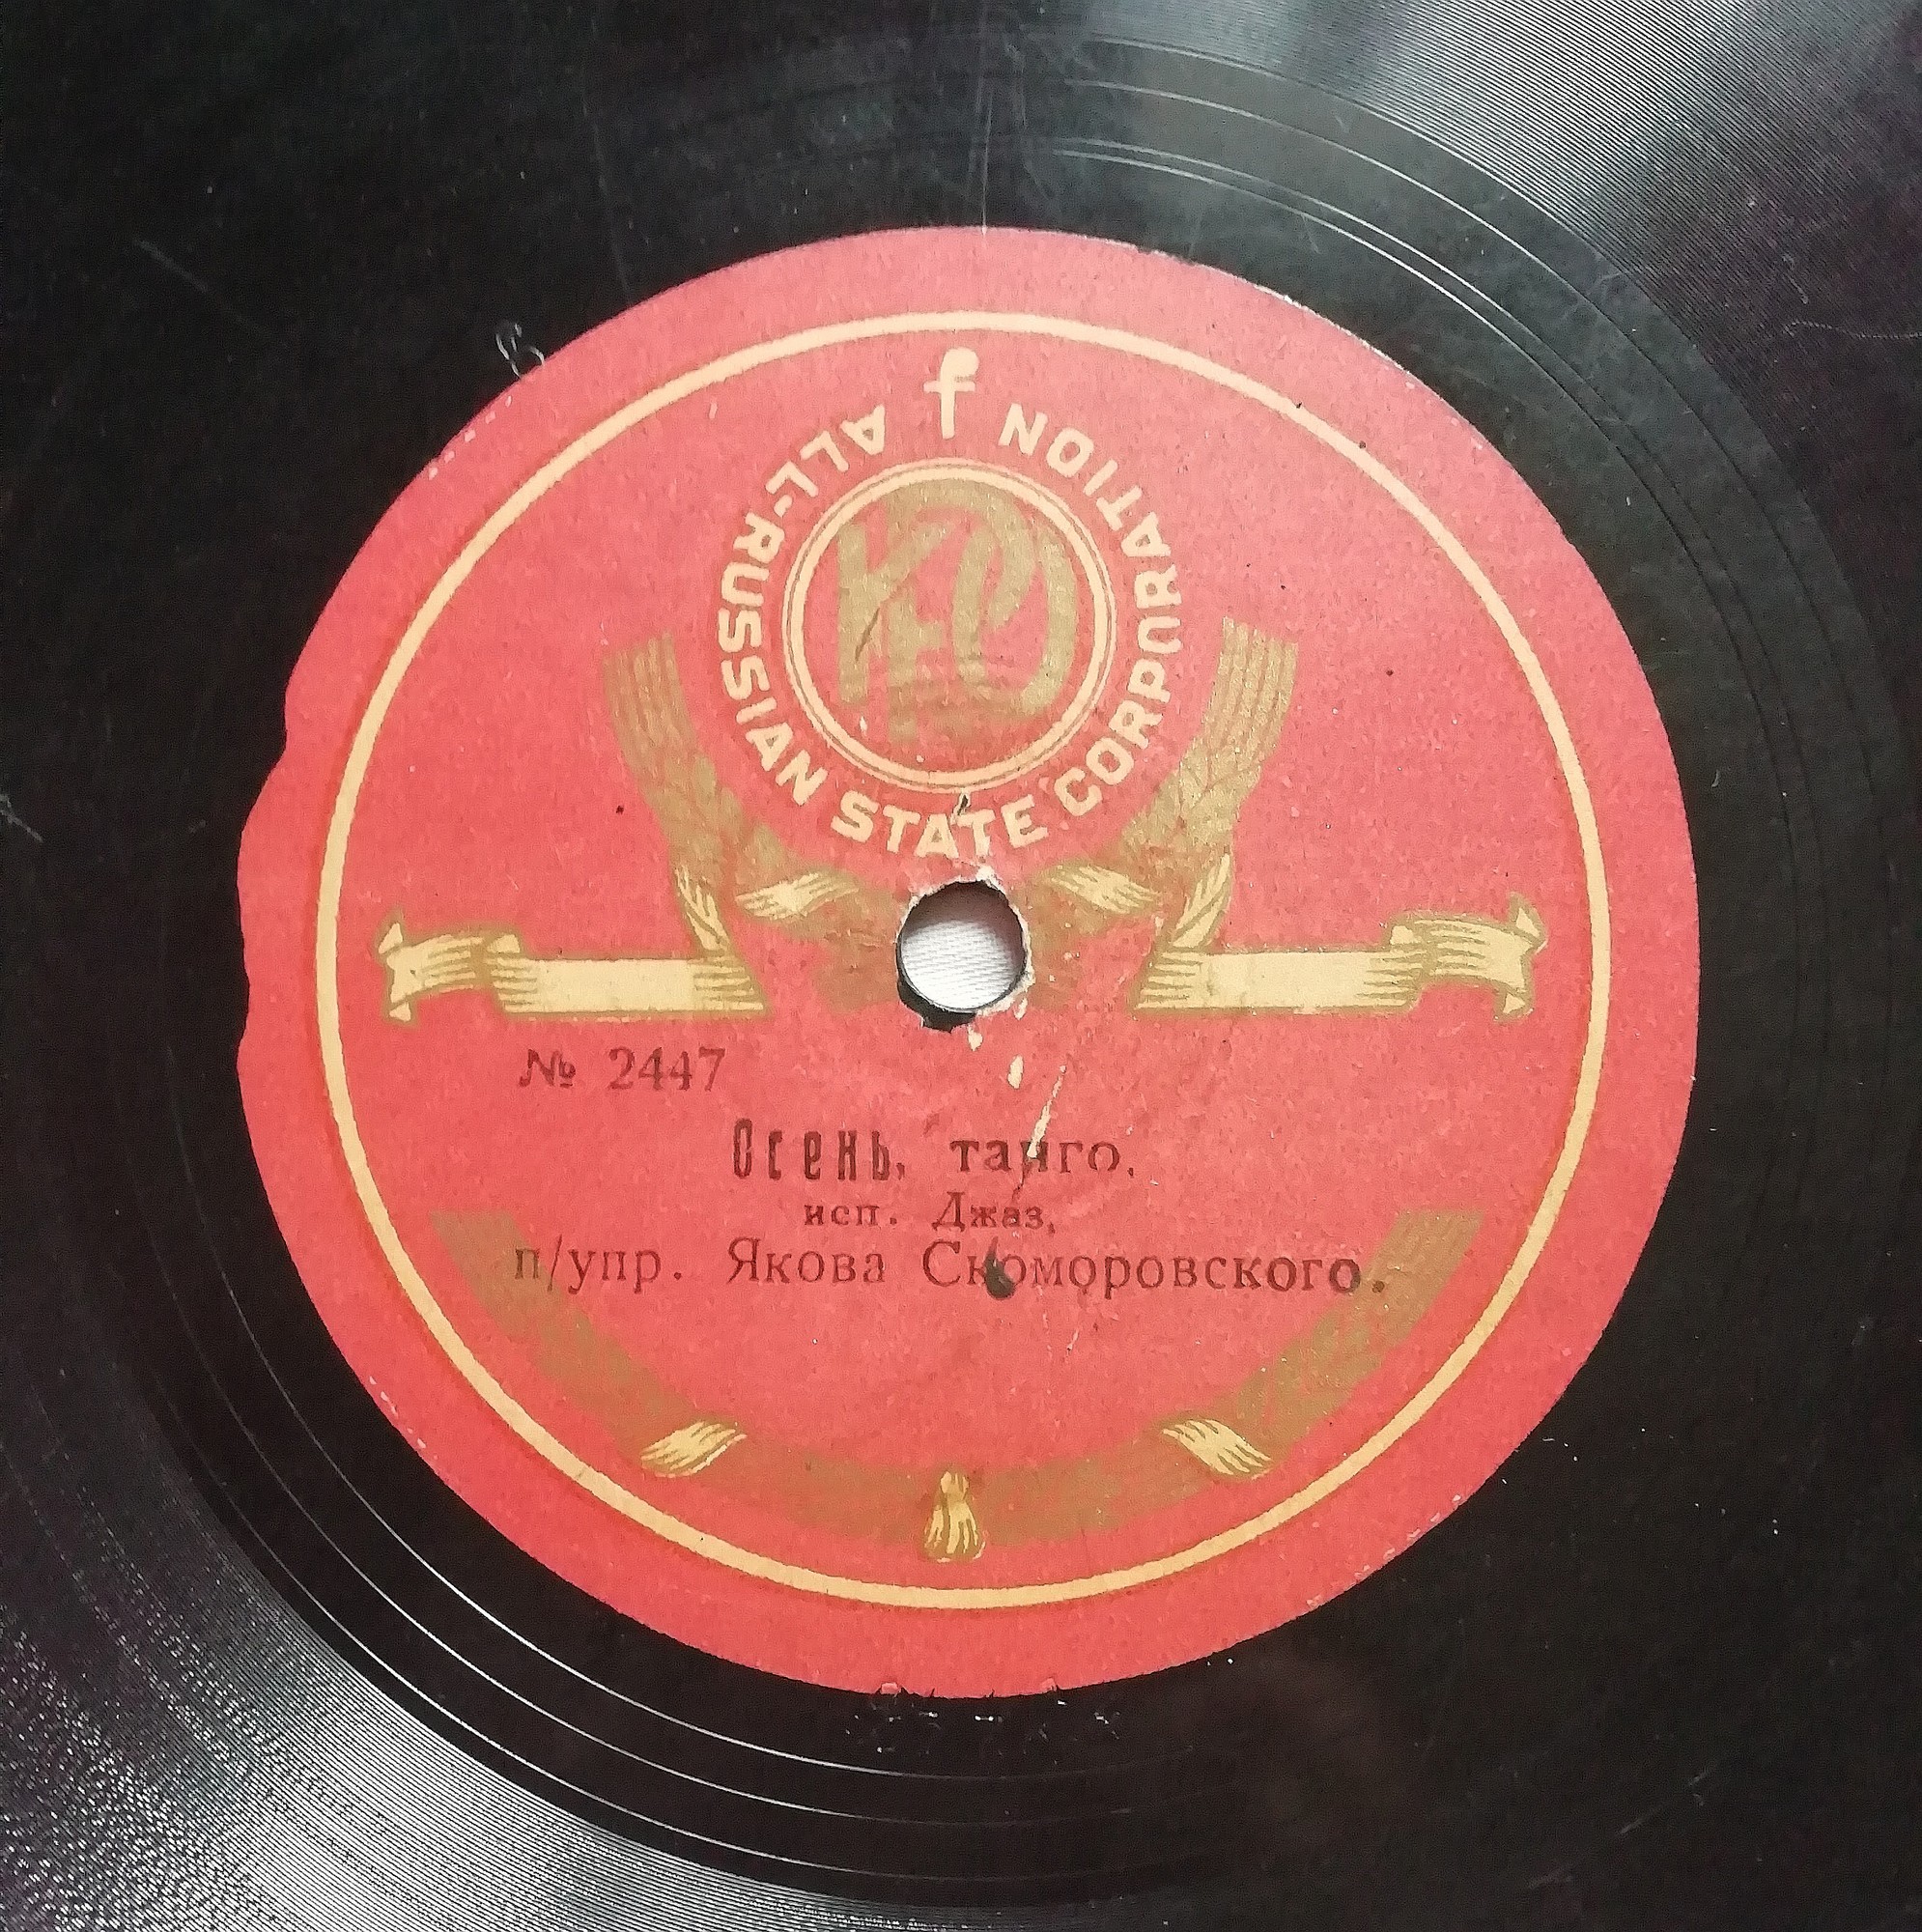 ALL-RUSSIAN STATE CORPORATION
№ 2447
Осень, танго.
исп. Джаз,
п/упр. Якова Скоморовского.